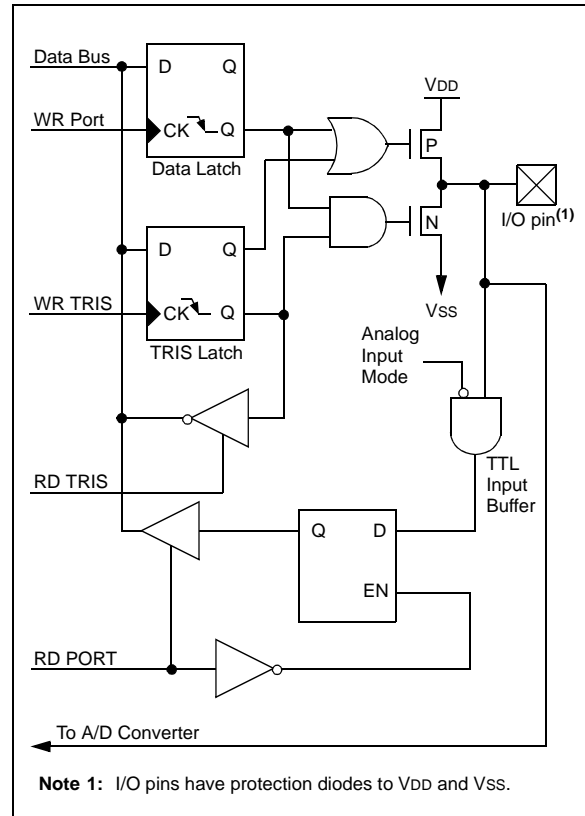 Data Bus
D Q
VDD
WR Port
CK Q
P
Data Latch
I/O pin(1)
N
D Q
WR TRIS
CK Q
VSS
TRIS Latch
Analog
Input
Mode
TTL
Input
Buffer
RD TRIS
Q D
EN
RD PORT
To A/D Converter
Note 1: I/O pins have protection diodes to VDD and VSS.